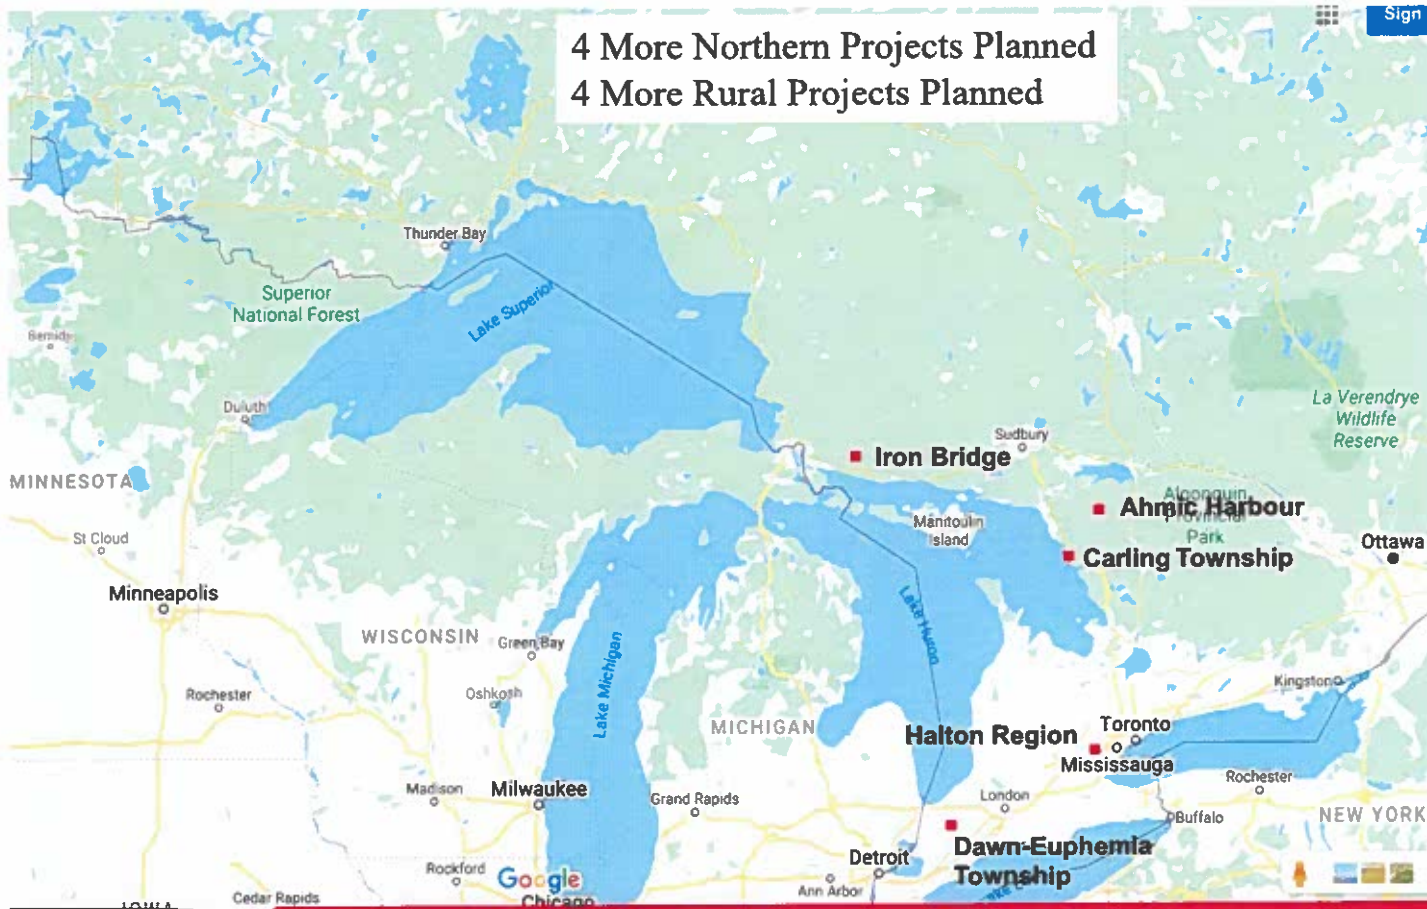 Sign
4 More Northern Projects Planned
4 More Rural Projects Planned
Thunder Bay
Superior
National Forest
Lake Superior
Bemidji
Duluth
La Verendrye
Wildlife
Reserve
Sudbury
Iron Bridge
MINNESOTA
Algonquin
Provincial
Park
Ahmic Harbour
Manitoulin
Island
St Cloud
Ottawa
Carling Township
Minneapolis
Lake Huron
WISCONSIN
Green Bay
Lake Michigan
Kingston
Rochester
Oshkosh
MICHIGAN
Halton Region
Toronto
Mississauga
Rochester
Madison
Milwaukee
Grand Rapids
London
NEW YORK
Buffalo
Dawn-Euphemia
Township
Detroit
Rockford
Google
Ann Arbor
Lake
Cedar Rapids
Chicago
IOWA